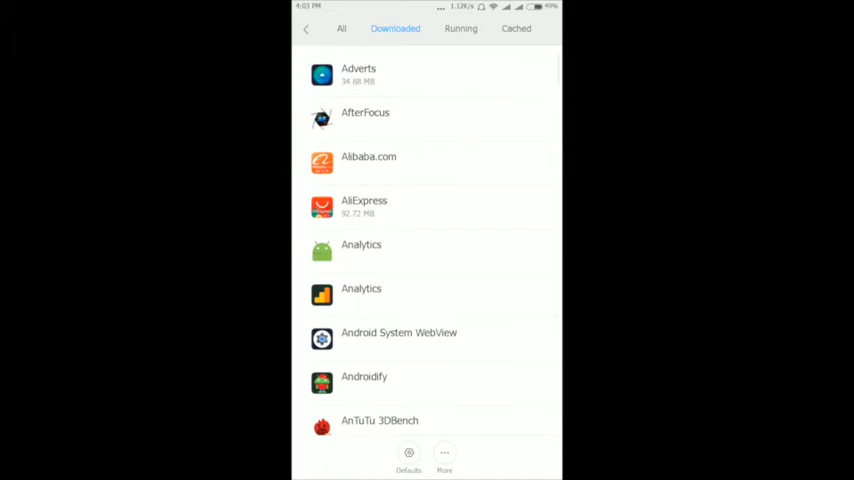 4:03 PM ... 1.12K/s 49%
All Downloaded Running Cached
Adverts
34.88 MB
AfterFocus
Alibaba.com
AliExpress
92.72 MB
Analytics
Analytics
Android System WebView
Androidify
AnTuTu 3DBench
Defaults More